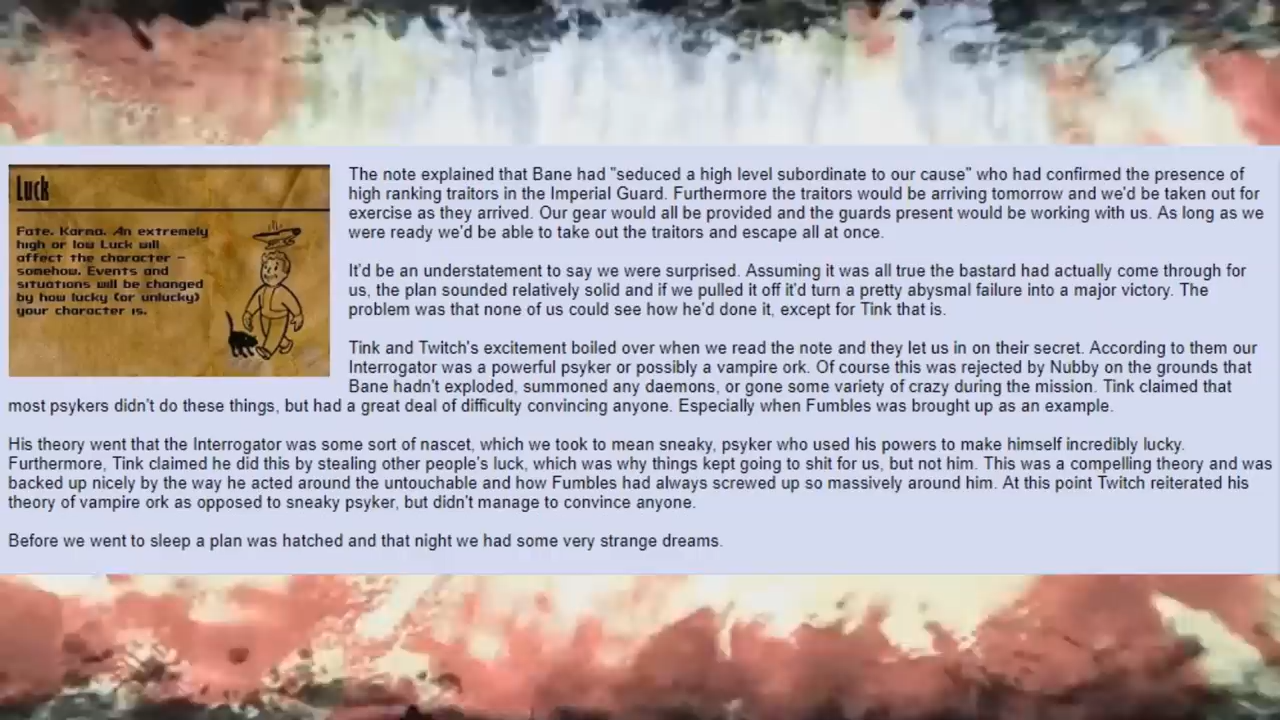 Luck
Fate. Karma. An extremely
high or low Luck will
affect the character -
somehow. Events and
situations will be changed
by how lucky (or unlucky)
your character is.
The note explained that Bane had "seduced a high level subordinate to our cause" who had confirmed the presence of
high ranking traitors in the Imperial Guard. Furthermore the traitors would be arriving tomorrow and we'd be taken out for
exercise as they arrived. Our gear would all be provided and the guards present would be working with us. As long as we
were ready we'd be able to take out the traitors and escape all at once.
It'd be an understatement to say we were surprised. Assuming it was all true the bastard had actually come through for
us, the plan sounded relatively solid and if we pulled it off it'd turn a pretty abysmal failure into a major victory. The
problem was that none of us could see how he'd done it, except for Tink that is.
Tink and Twitch's excitement boiled over when we read the note and they let us in on their secret. According to them our
Interrogator was a powerful psyker or possibly a vampire ork. Of course this was rejected by Nubby on the grounds that
Bane hadn't exploded, summoned any daemons, or gone some variety of crazy during the mission. Tink claimed that
most psykers didn't do these things, but had a great deal of difficulty convincing anyone. Especially when Fumbles was brought up as an example.
His theory went that the Interrogator was some sort of nascet, which we took to mean sneaky, psyker who used his powers to make himself incredibly lucky.
Furthermore, Tink claimed he did this by stealing other people's luck, which was why things kept going to shit for us, but not him. This was a compelling theory and was
backed up nicely by the way he acted around the untouchable and how Fumbles had always screwed up so massively around him. At this point Twitch reiterated his
theory of vampire ork as opposed to sneaky psyker, but didn't manage to convince anyone.
Before we went to sleep a plan was hatched and that night we had some very strange dreams.